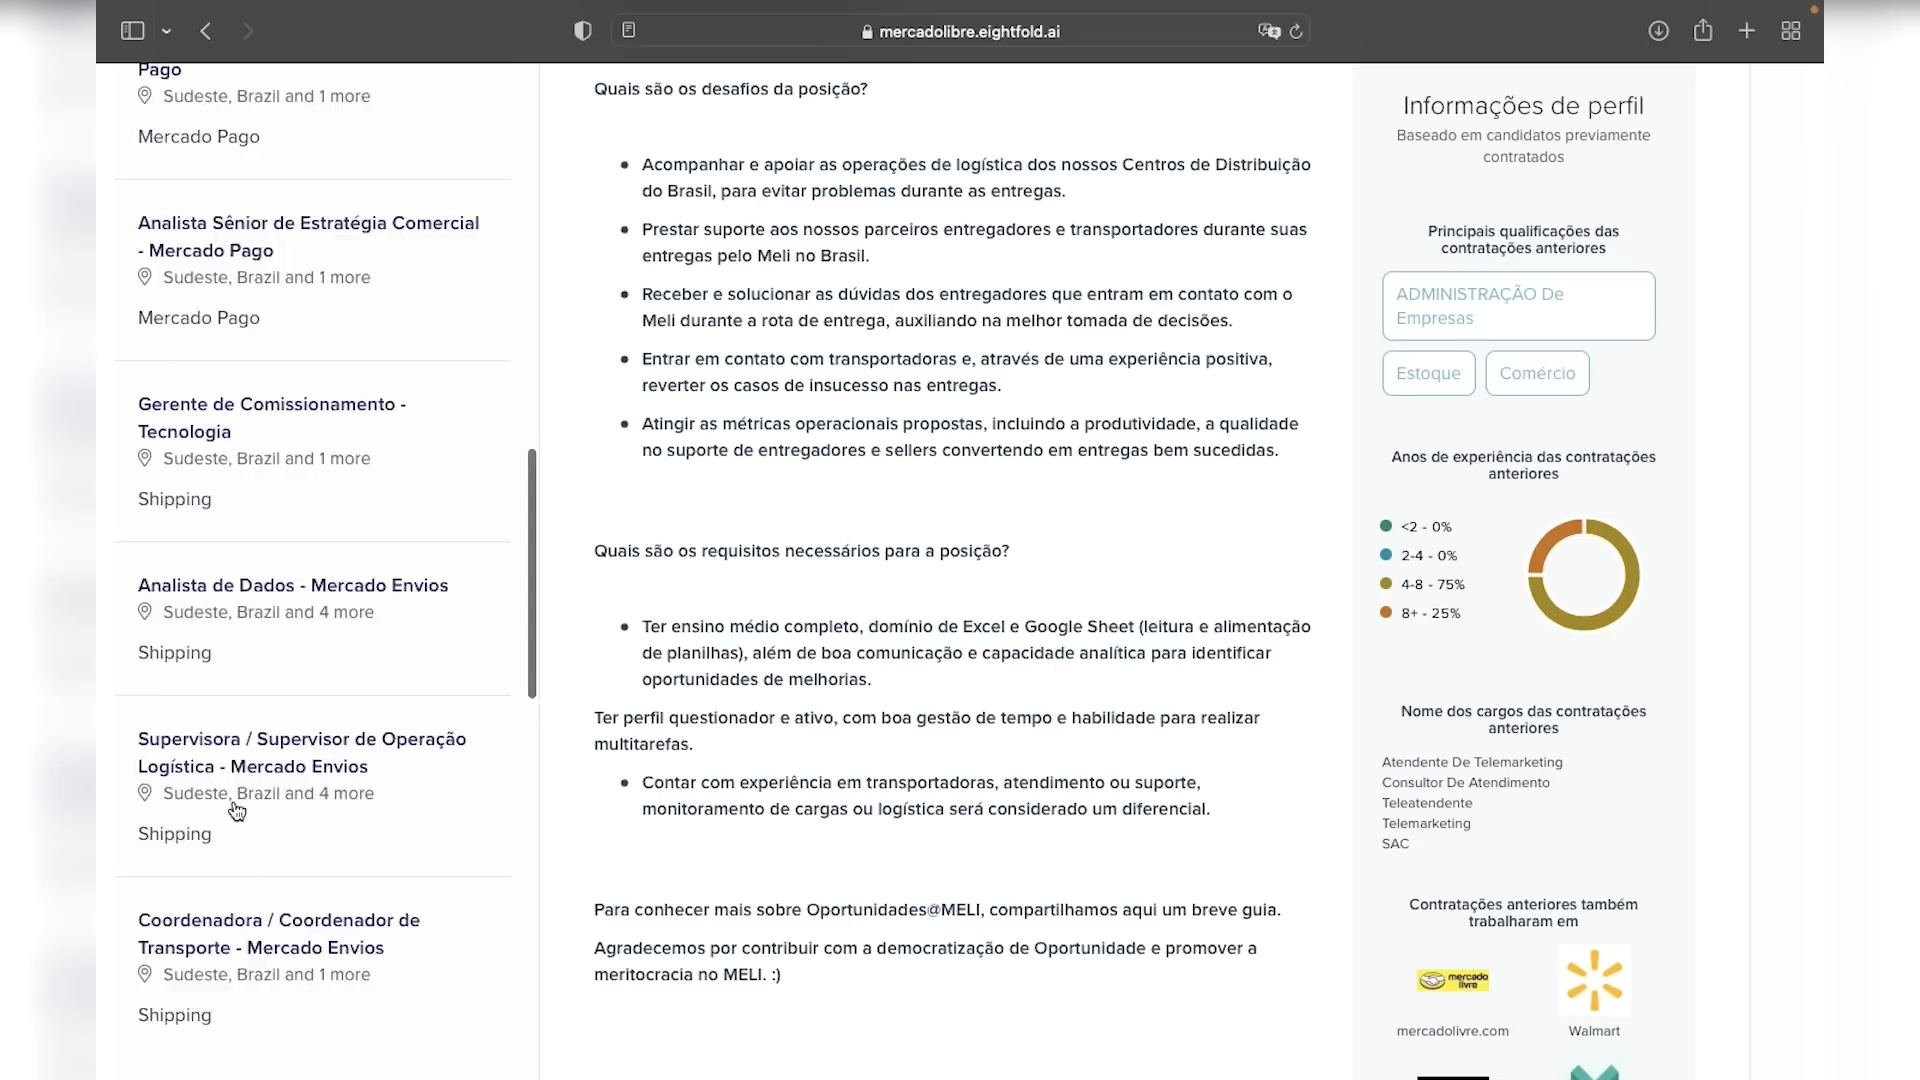 mercadolibre.eightfold.ai
Pago
Sudeste, Brazil and 1 more
Mercado Pago
Analista Sênior de Estratégia Comercial
- Mercado Pago
Sudeste, Brazil and 1 more
Mercado Pago
Gerente de Comissionamento -
Tecnologia
Sudeste, Brazil and 1 more
Shipping
Analista de Dados - Mercado Envios
Sudeste, Brazil and 4 more
Shipping
Supervisora / Supervisor de Operação
Logística - Mercado Envios
Sudeste, Brazil and 4 more
Shipping
Coordenadora / Coordenador de
Transporte - Mercado Envios
Sudeste, Brazil and 1 more
Shipping
Quais são os desafios da posição?
• Acompanhar e apoiar as operações de logística dos nossos Centros de Distribuição
do Brasil, para evitar problemas durante as entregas.
• Prestar suporte aos nossos parceiros entregadores e transportadores durante suas
entregas pelo Meli no Brasil.
• Receber e solucionar as dúvidas dos entregadores que entram em contato com o
Meli durante a rota de entrega, auxiliando na melhor tomada de decisões.
• Entrar em contato com transportadoras e, através de uma experiência positiva,
reverter os casos de insucesso nas entregas.
• Atingir as métricas operacionais propostas, incluindo a produtividade, a qualidade
no suporte de entregadores e sellers convertendo em entregas bem sucedidas.
Quais são os requisitos necessários para a posição?
• Ter ensino médio completo, domínio de Excel e Google Sheet (leitura e alimentação
de planilhas), além de boa comunicação e capacidade analítica para identificar
oportunidades de melhorias.
Ter perfil questionador e ativo, com boa gestão de tempo e habilidade para realizar
multitarefas.
• Contar com experiência em transportadoras, atendimento ou suporte,
monitoramento de cargas ou logística será considerado um diferencial.
Para conhecer mais sobre Oportunidades@MELI, compartilhamos aqui um breve guia.
Agradecemos por contribuir com a democratização de Oportunidade e promover a
meritocracia no MELI. :)
Informações de perfil
Baseado em candidatos previamente
contratados
Principais qualificações das
contratações anteriores
ADMINISTRAÇÃO De
Empresas
Estoque
Comércio
Anos de experiência das contratações
anteriores
<2 - 0%
2-4 - 0%
4-8 - 75%
8+ - 25%
Nome dos cargos das contratações
anteriores
Atendente De Telemarketing
Consultor De Atendimento
Teleatendente
Telemarketing
SAC
Contratações anteriores também
trabalharam em
mercado
livre
mercadolivre.com
Walmart